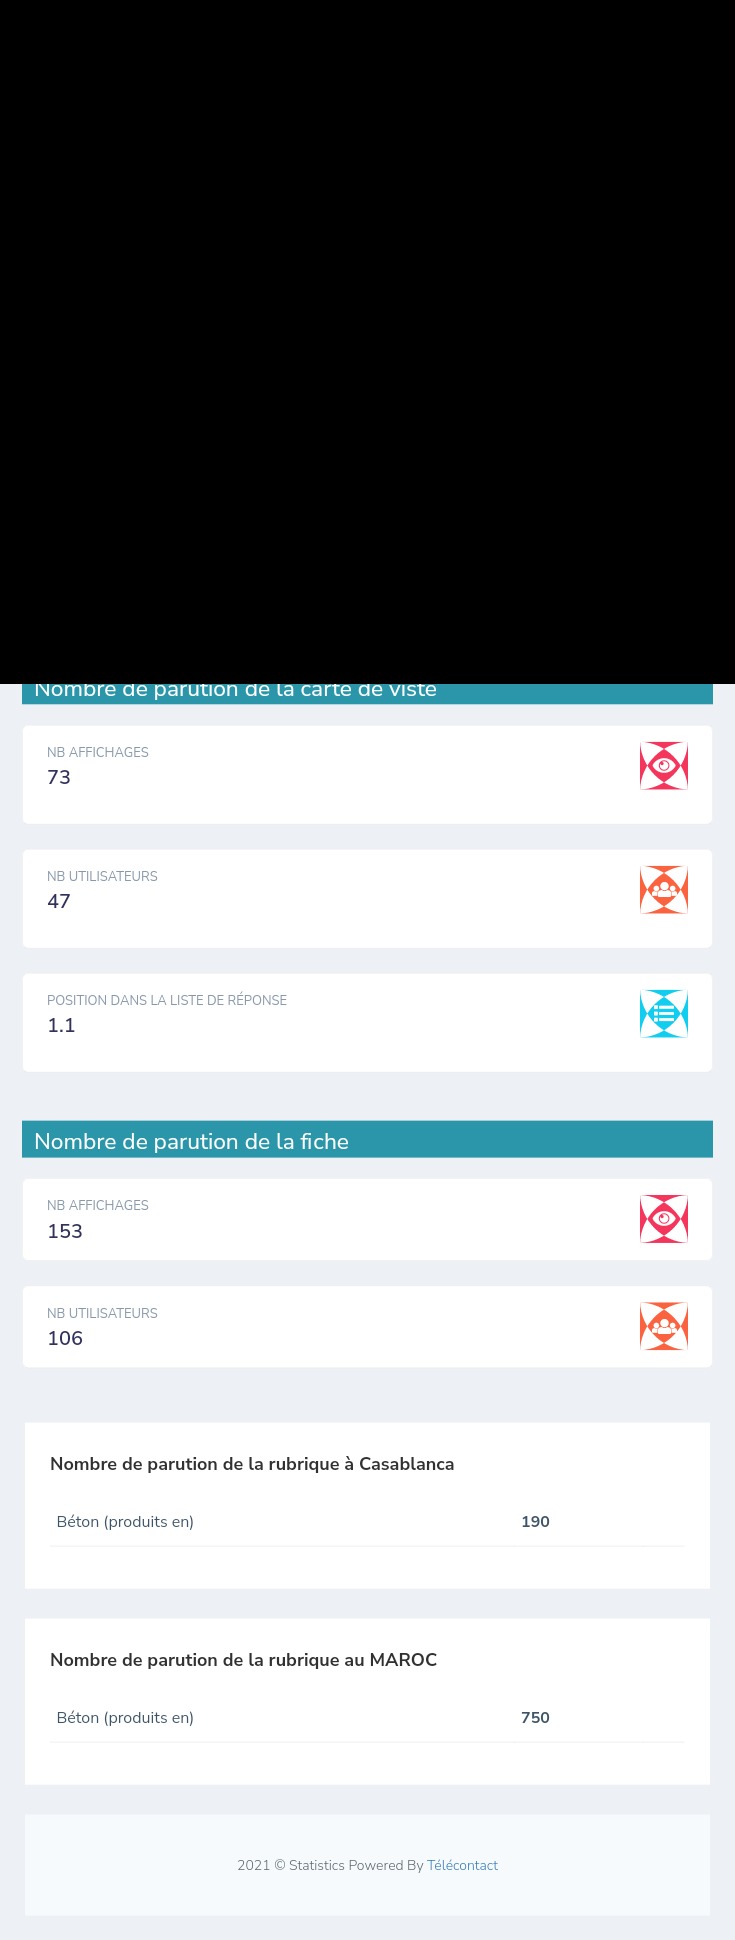 Nombre de parution de la carte de viste
NB AFFICHAGES
73
NB UTILISATEURS
47
POSITION DANS LA LISTE DE RÉPONSE
1.1
Nombre de parution de la fiche
NB AFFICHAGES
153
NB UTILISATEURS
106
Nombre de parution de la rubrique à Casablanca
Béton (produits en) 190
Nombre de parution de la rubrique au MAROC
Béton (produits en) 750
2021 © Statistics Powered By Télécontact